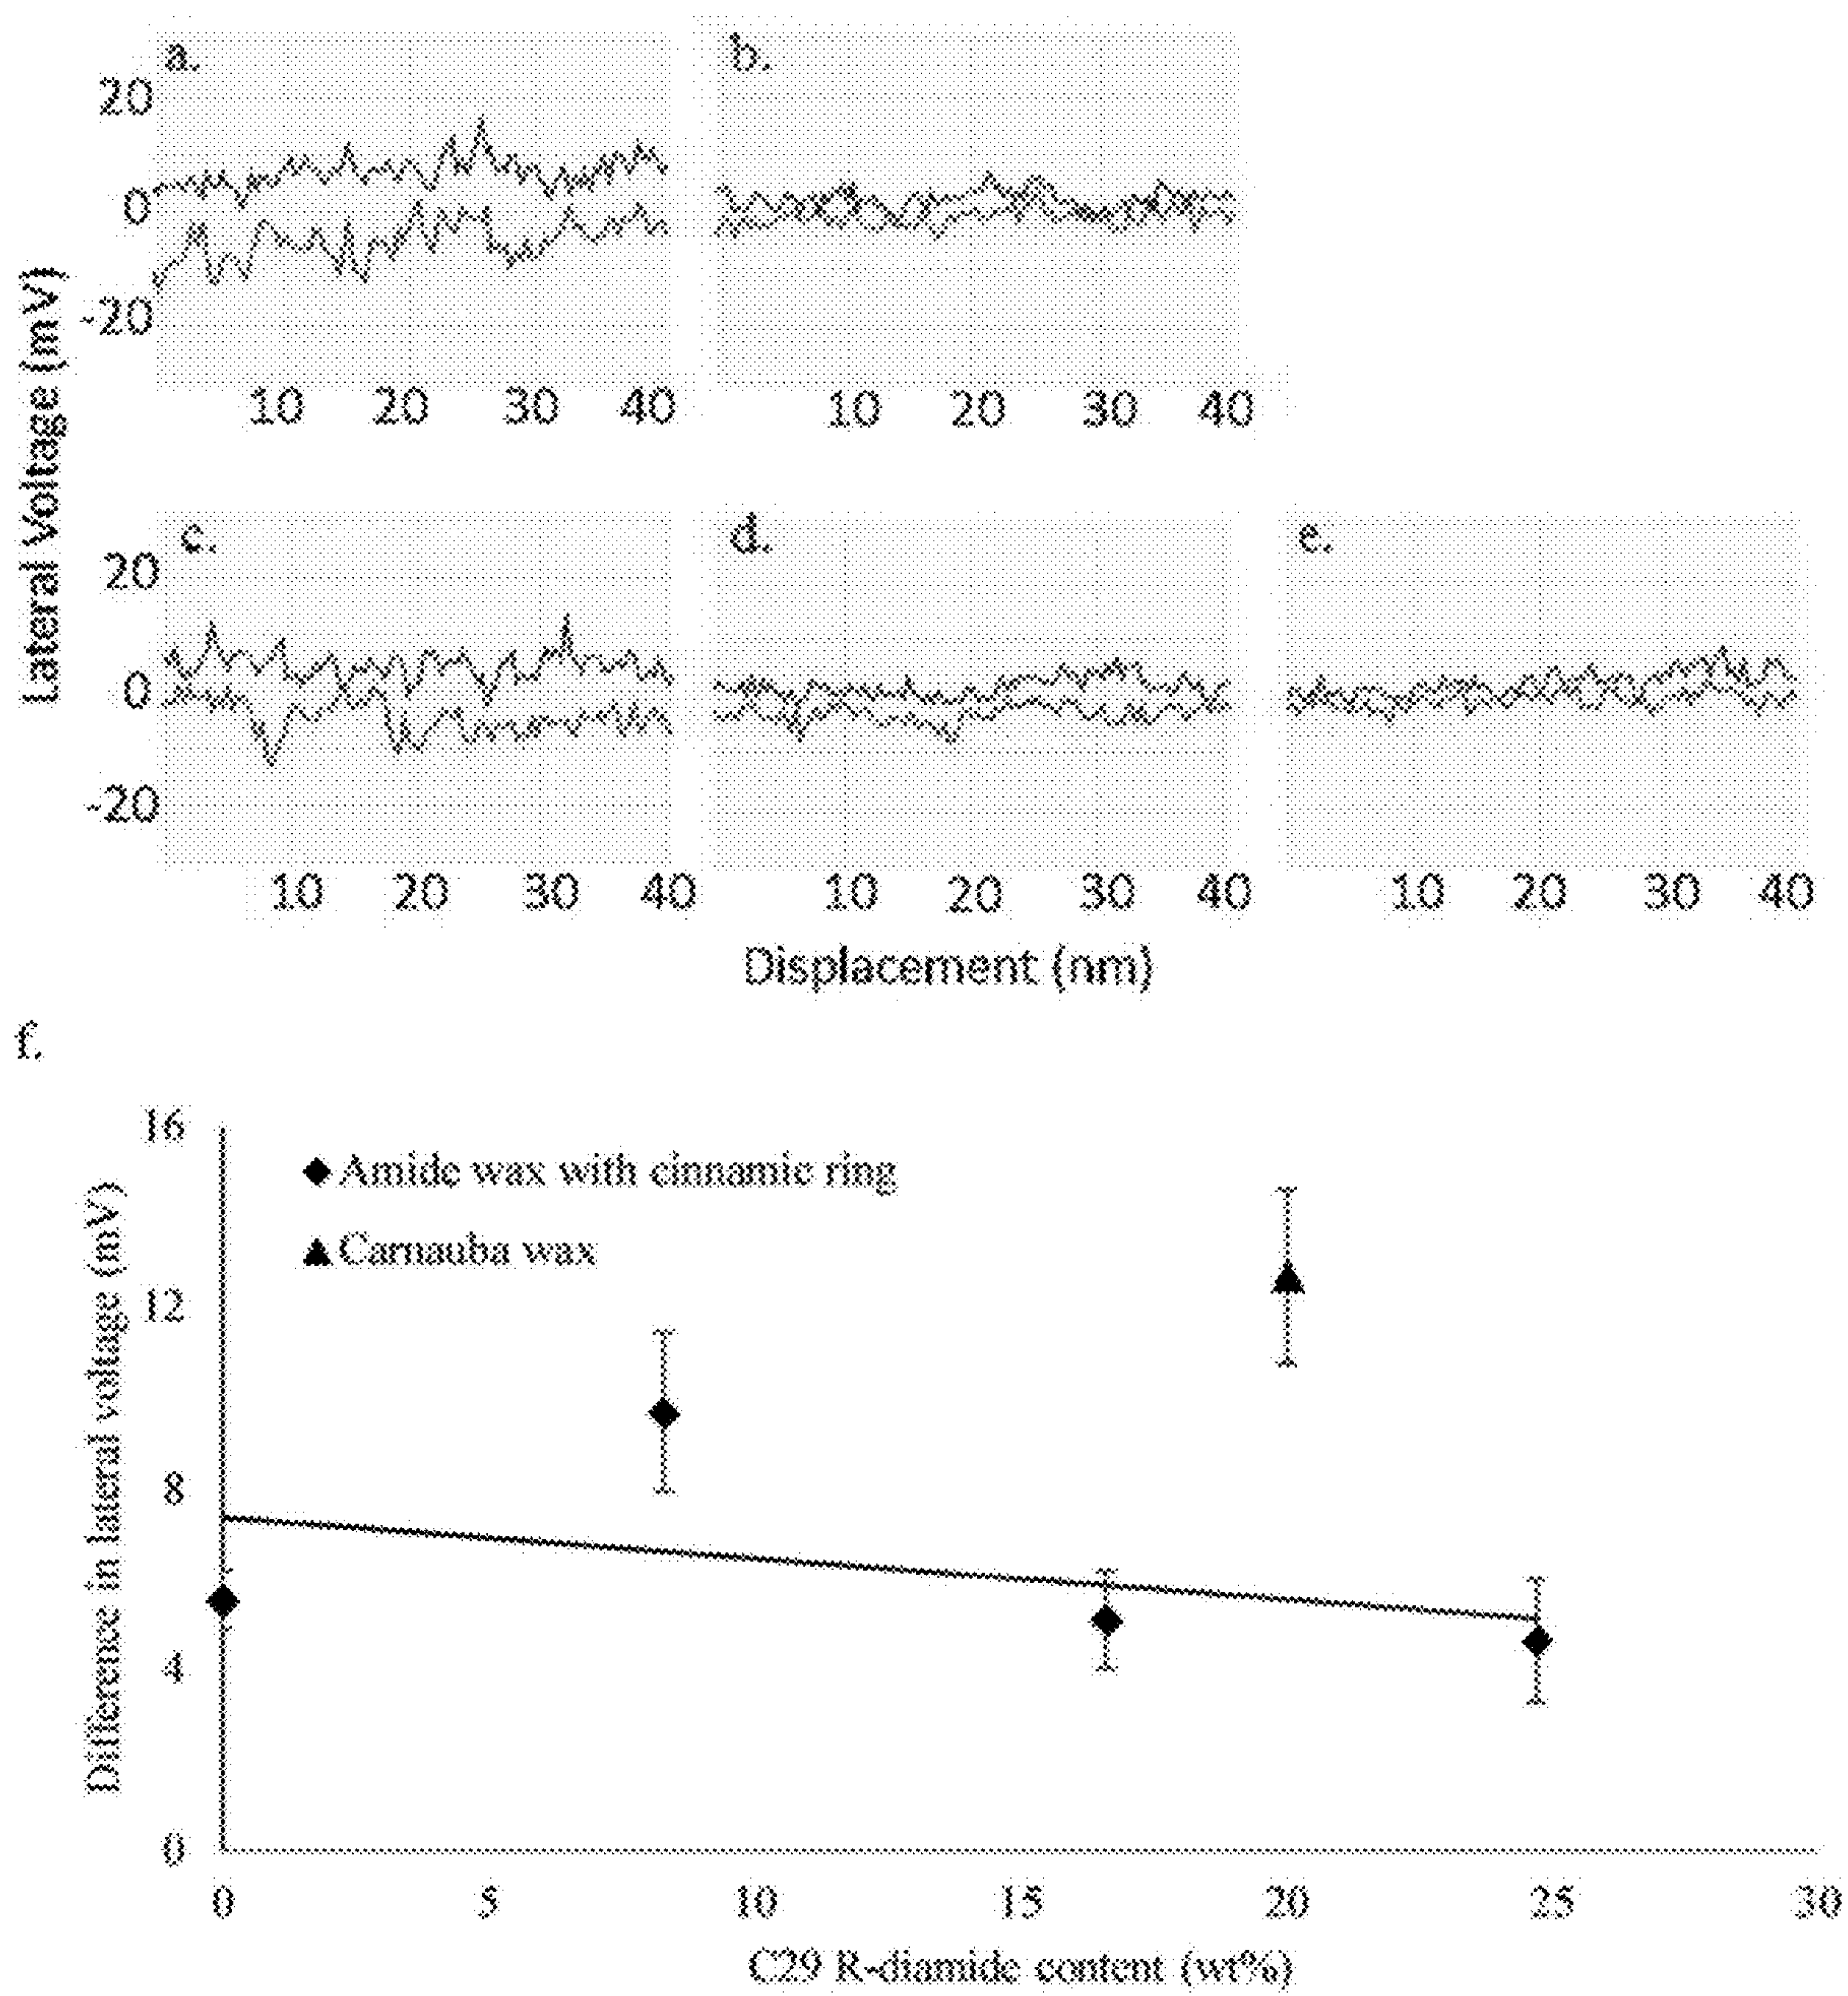 a.
b.
20
0
-20
10 20 30 40
10 20 30 40
Lateral Voltage (mV)
c.
d.
e.
20
0
-20
10 20 30 40
10 20 30 40
10 20 30 40
Displacement (nm)
f.
16
12
8
4
0
Difference in lateral voltage (mV)
Amide wax with cinnamic ring
Carnauba wax
0 5 10 15 20 25 30
C29 R-diamide content (wt%)